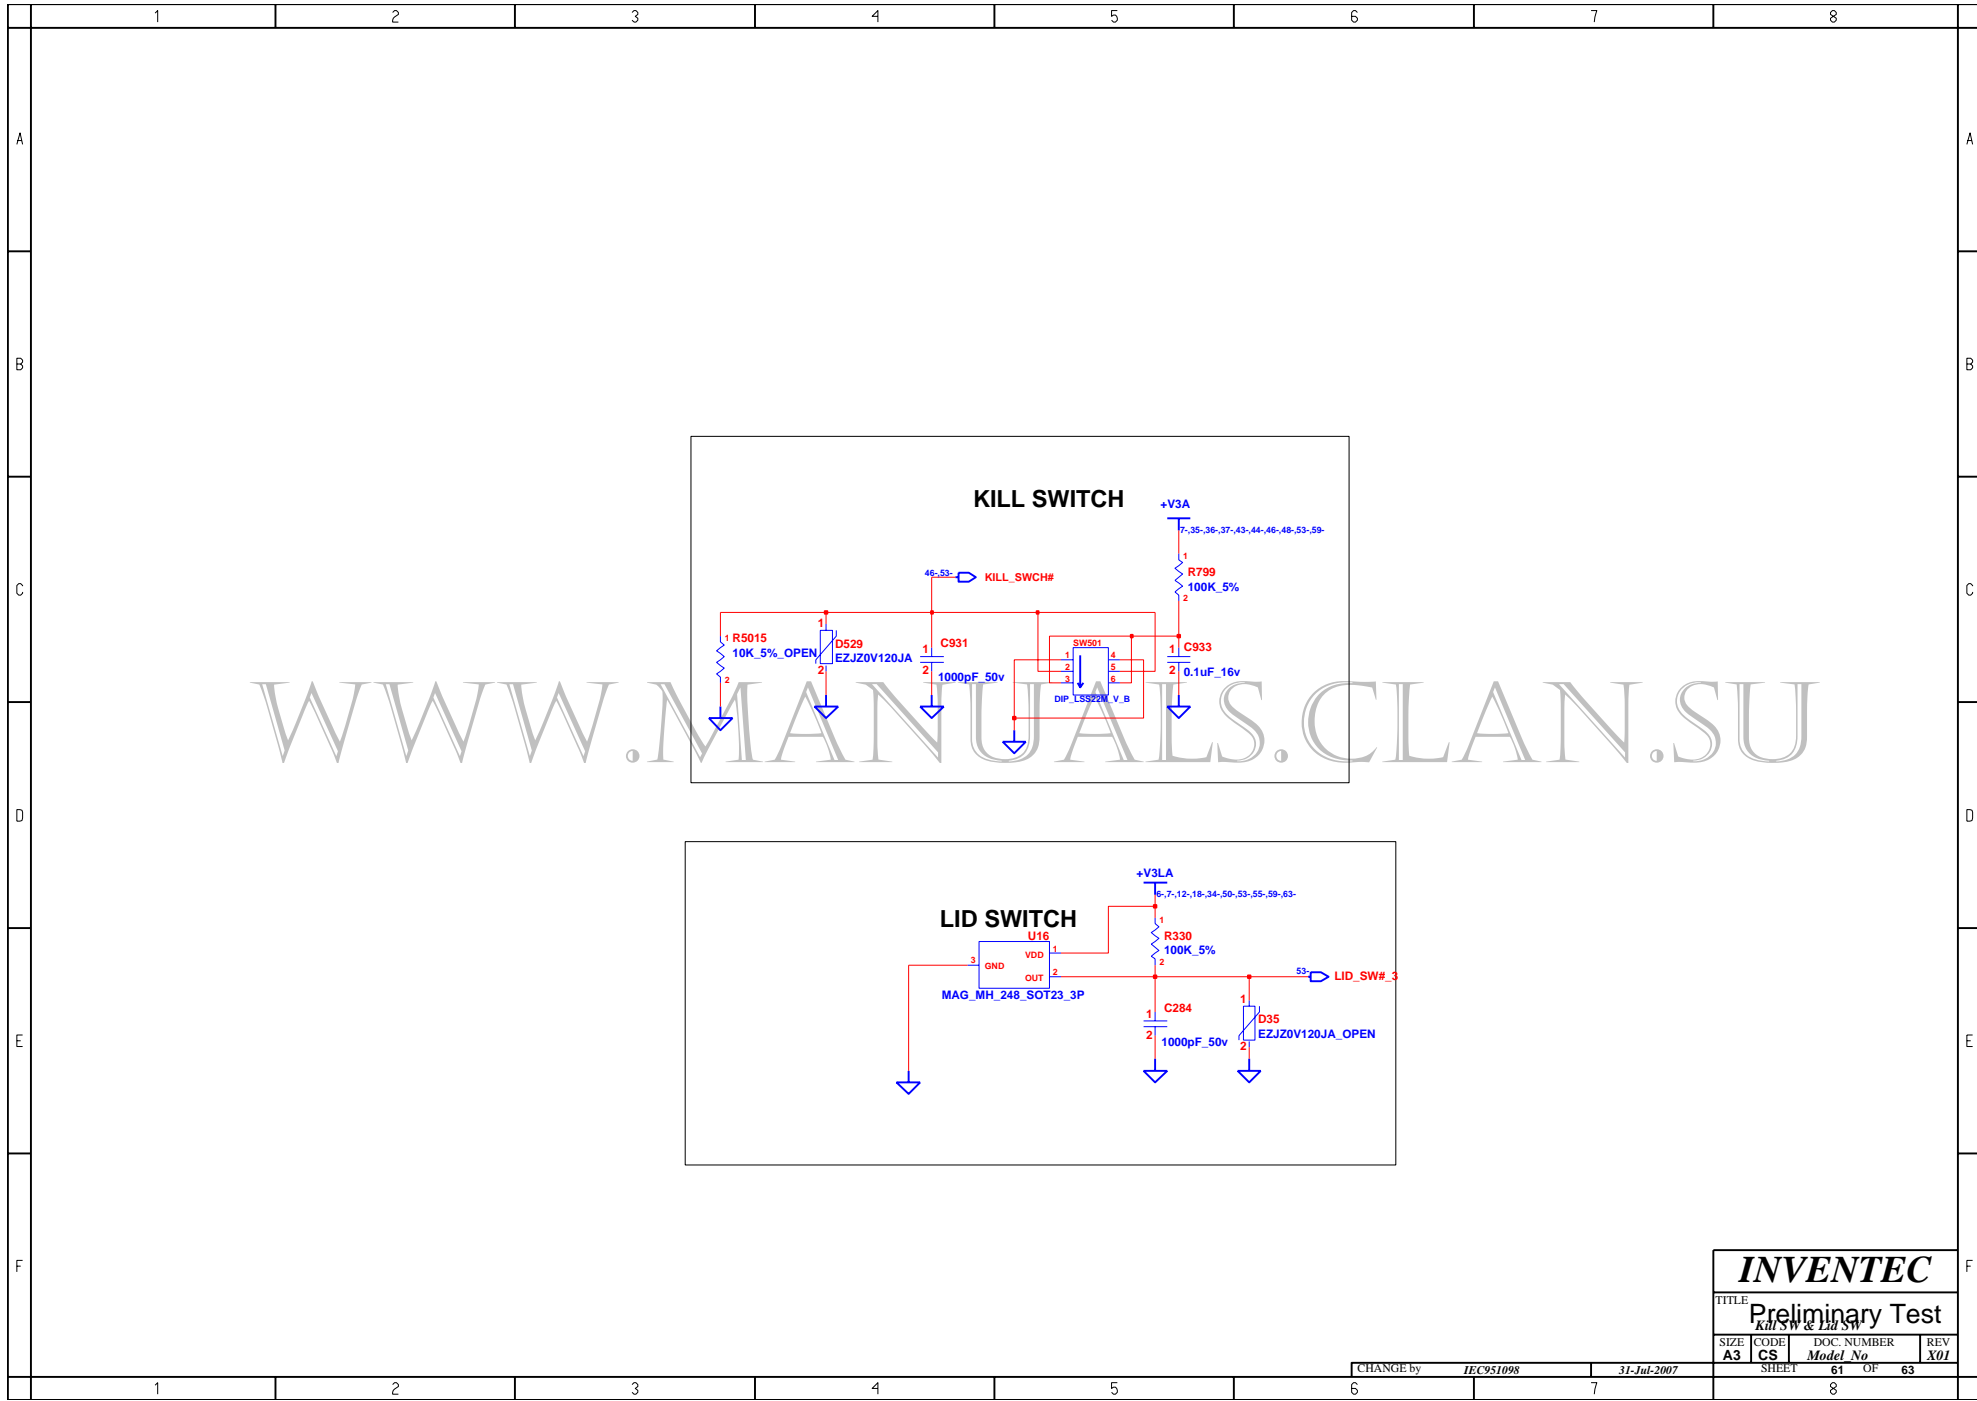 1 2 3 4 5 6 7 8
A A
B B
KILL SWITCH
+V3A
7-,35-,36-,37-,43-,44-,46-,48-,53-,59-
1
R799
100K_5%
2
46-,53-
KILL_SWCH#
C C
1 R5015
10K_5%_OPEN
2
1
D529
EZJZ0V120JA
2
C931
1
2
1000pF_50v
SW501
1 4
2 5
3 6
DIP_LSS22M_V_B
C933
1
2
0.1uF_16v
WWW.MANUALS.CLAN.SU
D D
+V3LA
6-,7-,12-,18-,34-,50-,53-,55-,59-,63-
LID SWITCH
U16
VDD 1
3 GND
OUT 2
MAG_MH_248_SOT23_3P
1
R330
100K_5%
2
53-
LID_SW#_3
C284
1
2
1000pF_50v
1
D35
EZJZ0V120JA_OPEN
2
E E
F F
INVENTEC
TITLE
Preliminary Test
Kill SW & Lid SW
SIZE CODE DOC. NUMBER REV
A3 CS Model_No X01
CHANGE by IEC951098 31-Jul-2007 SHEET 61 OF 63
1 2 3 4 5 6 7 8